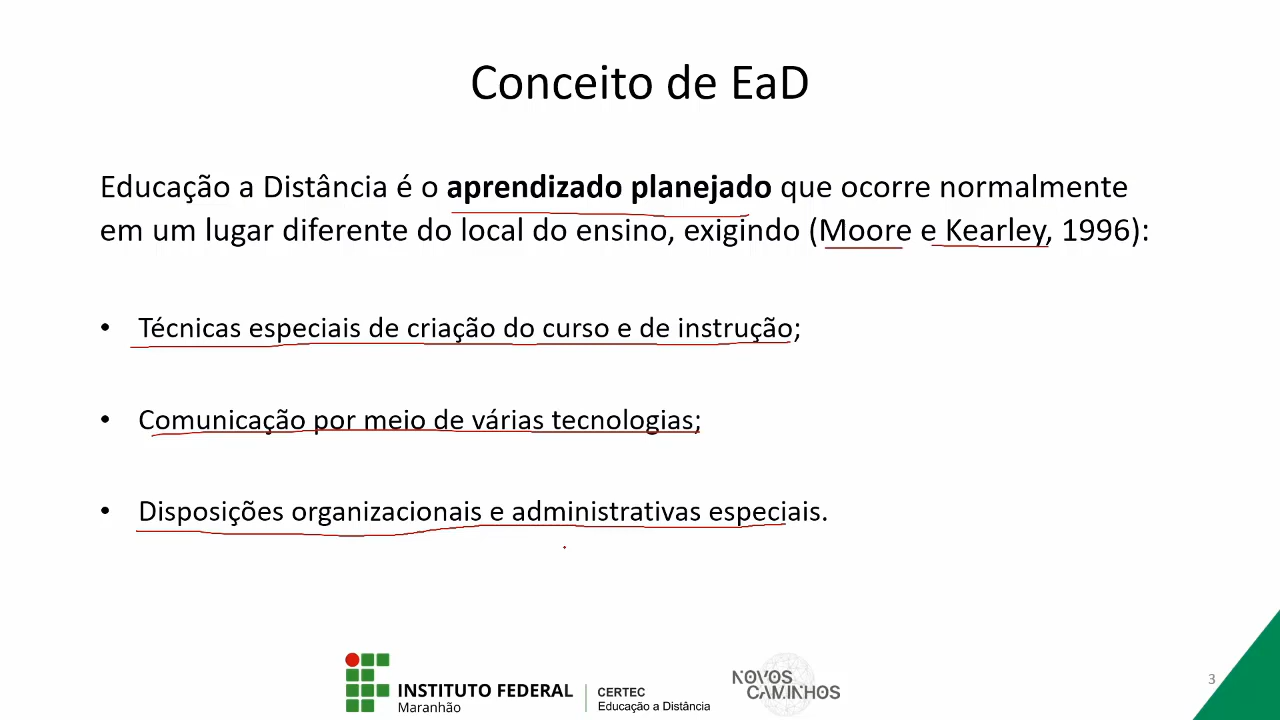 Conceito de EaD
Educação a Distância é o aprendizado planejado que ocorre normalmente
em um lugar diferente do local do ensino, exigindo (Moore e Kearley, 1996):
• Técnicas especiais de criação do curso e de instrução;
• Comunicação por meio de várias tecnologias;
• Disposições organizacionais e administrativas especiais.
INSTITUTO FEDERAL
Maranhão
CERTEC
Educação a Distância
NOVOS
CAMINHOS
3